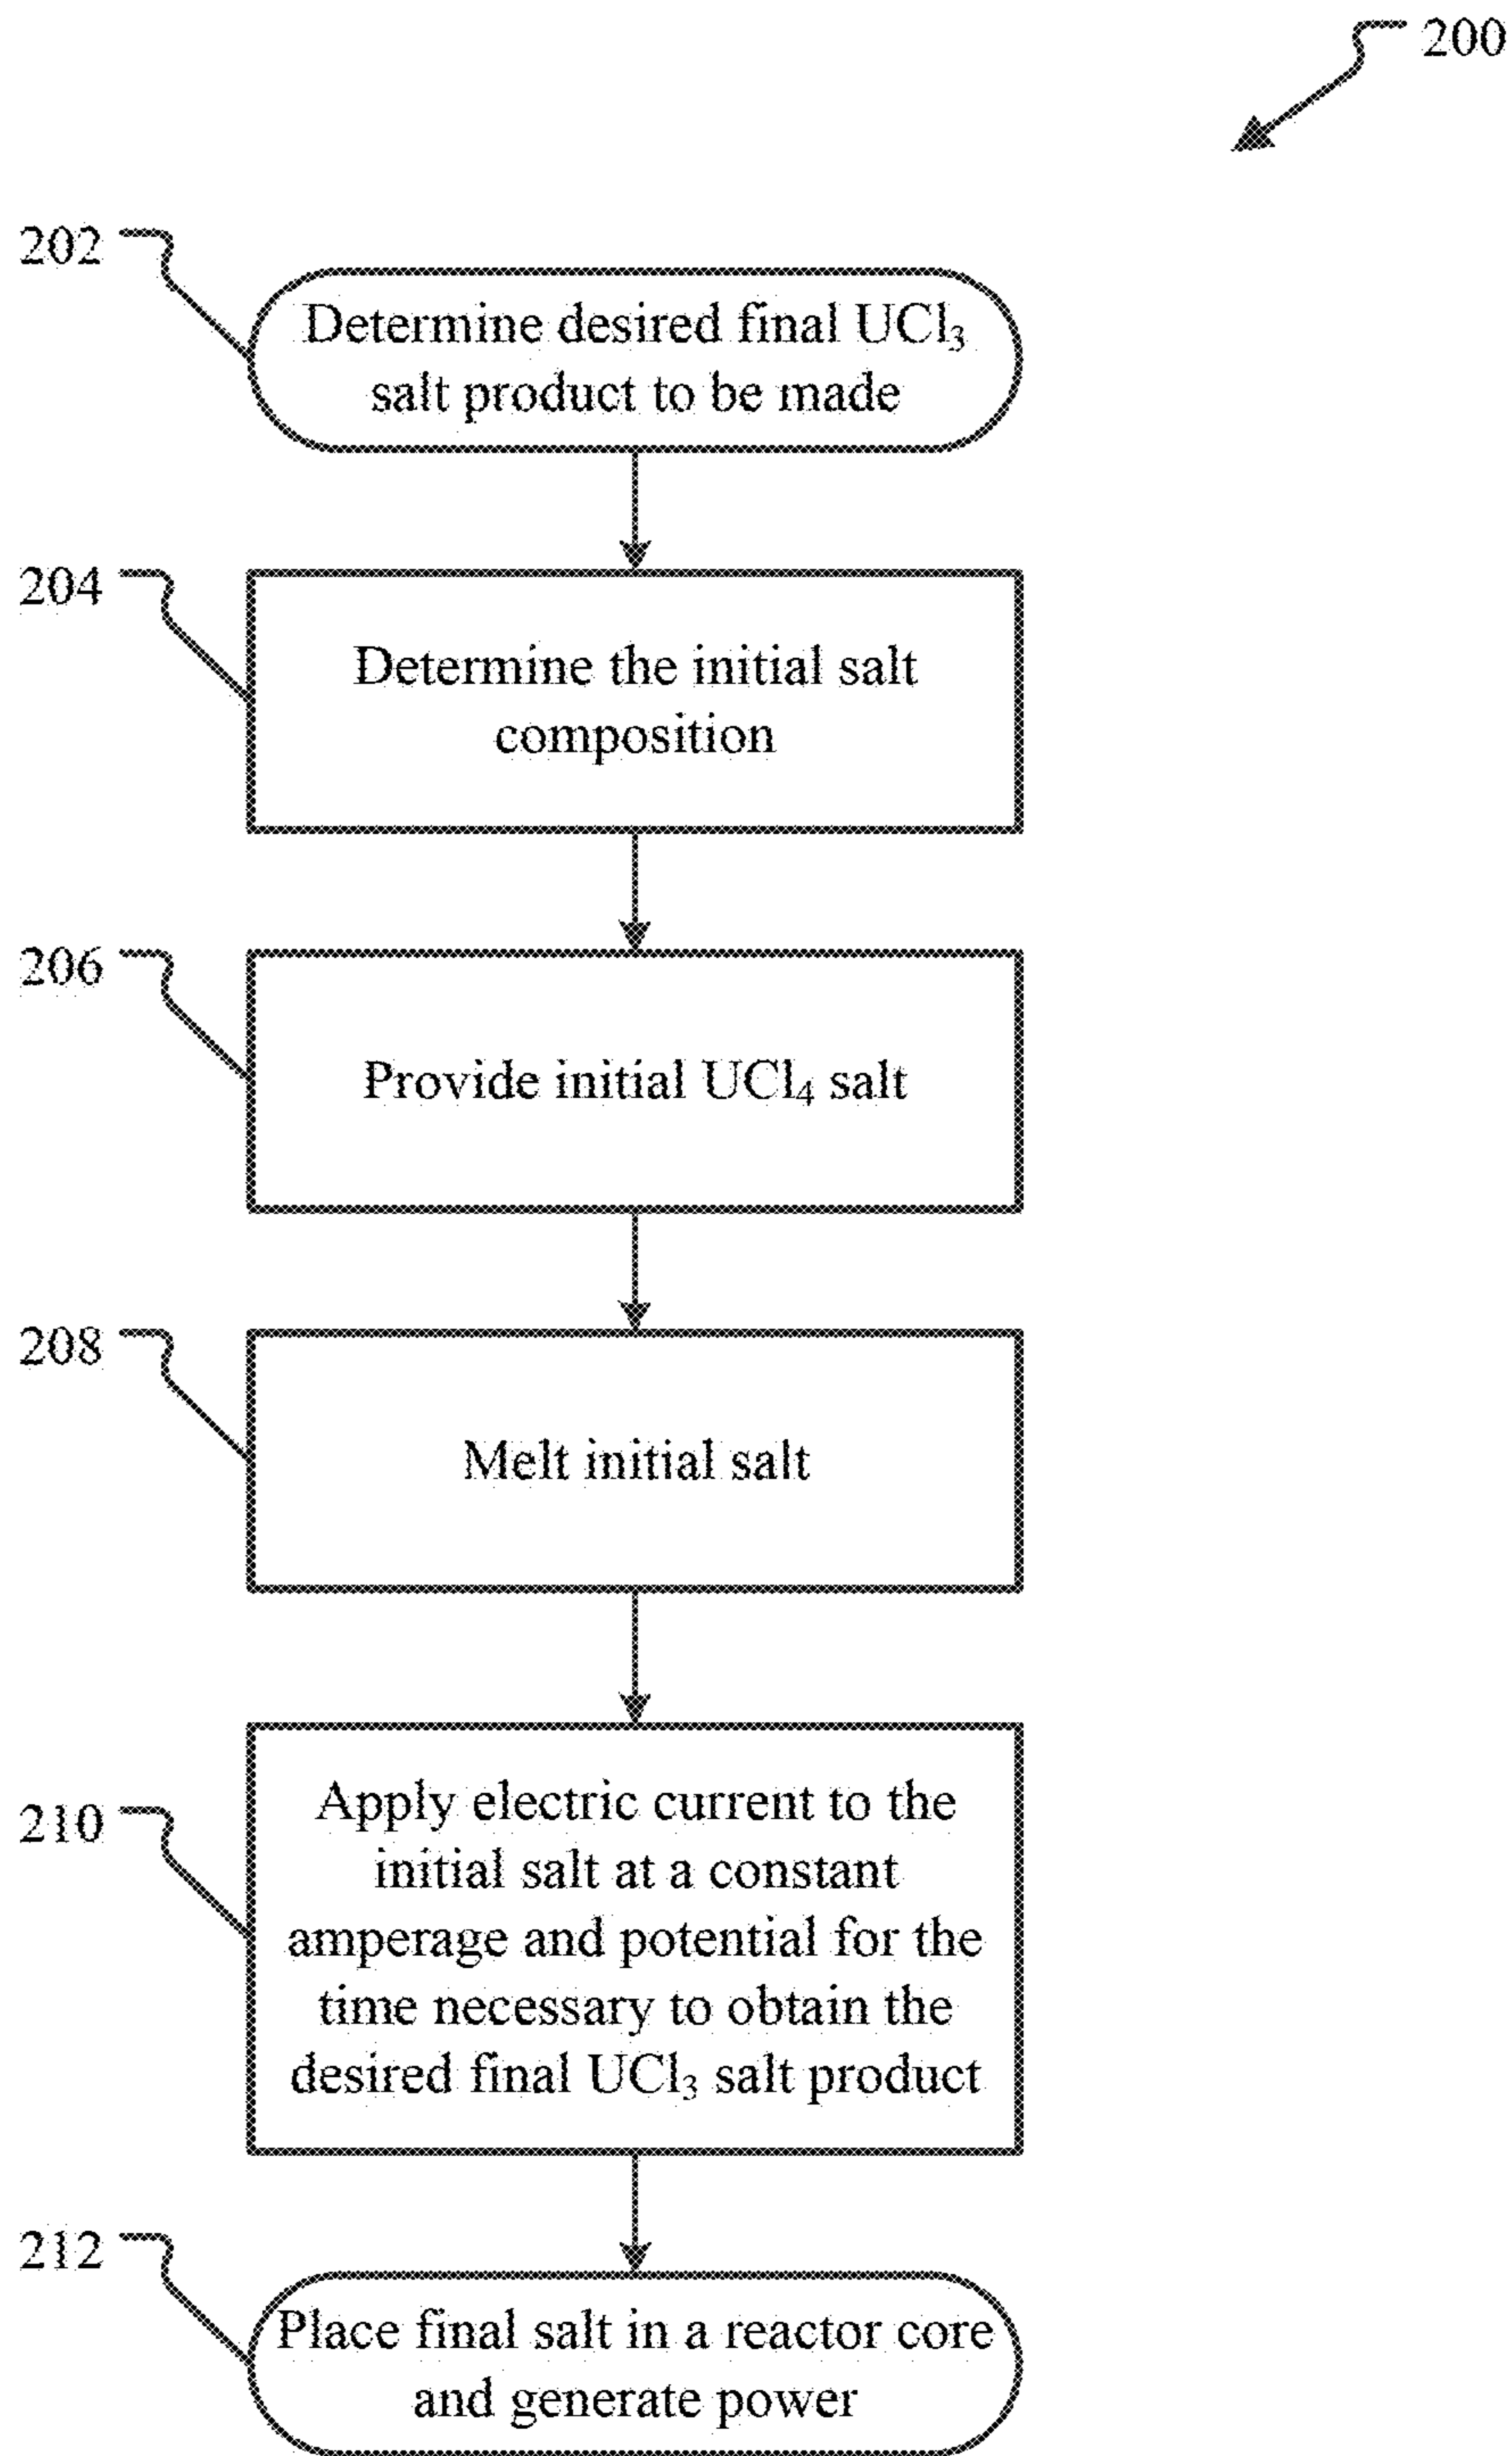 200
202
Determine desired final UCl₃
salt product to be made
204
Determine the initial salt
composition
206
Provide initial UCl₄ salt
208
Melt initial salt
210
Apply electric current to the
initial salt at a constant
amperage and potential for the
time necessary to obtain the
desired final UCl₃ salt product
212
Place final salt in a reactor core
and generate power